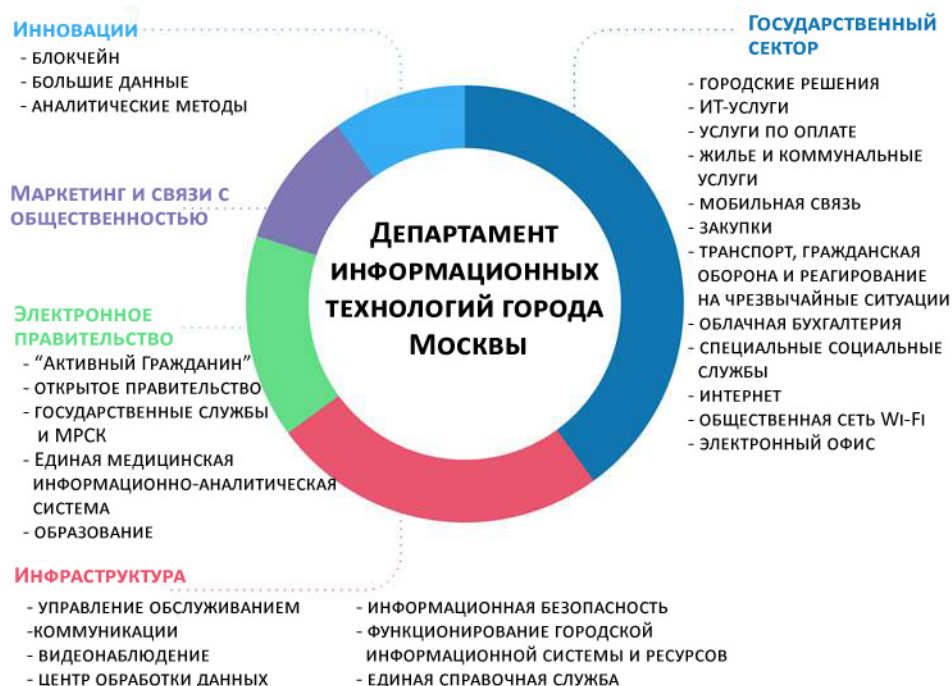 Инновации
- блокчейн
- большие данные
- аналитические методы
Маркетинг и связи с
общественностью
Электронное
правительство
- “Активный Гражданин”
- открытое правительство
- государственные службы
и МРСК
- Единая медицинская
информационно-аналитическая
система
- образование
Департамент
информационных
технологий города
Москвы
Государственный
сектор
- городские решения
- ИТ-услуги
- услуги по оплате
- жилье и коммунальные
услуги
- мобильная связь
- закупки
- транспорт, гражданская
оборона и реагирование
на чрезвычайные ситуации
- облачная бухгалтерия
- специальные социальные
службы
- интернет
- общественная сеть Wi-Fi
- электронный офис
Инфраструктура
- управление обслуживанием
-коммуникации
- видеонаблюдение
- центр обработки данных
- информационная безопасность
- функционирование городской
информационной системы и ресурсов
- единая справочная служба